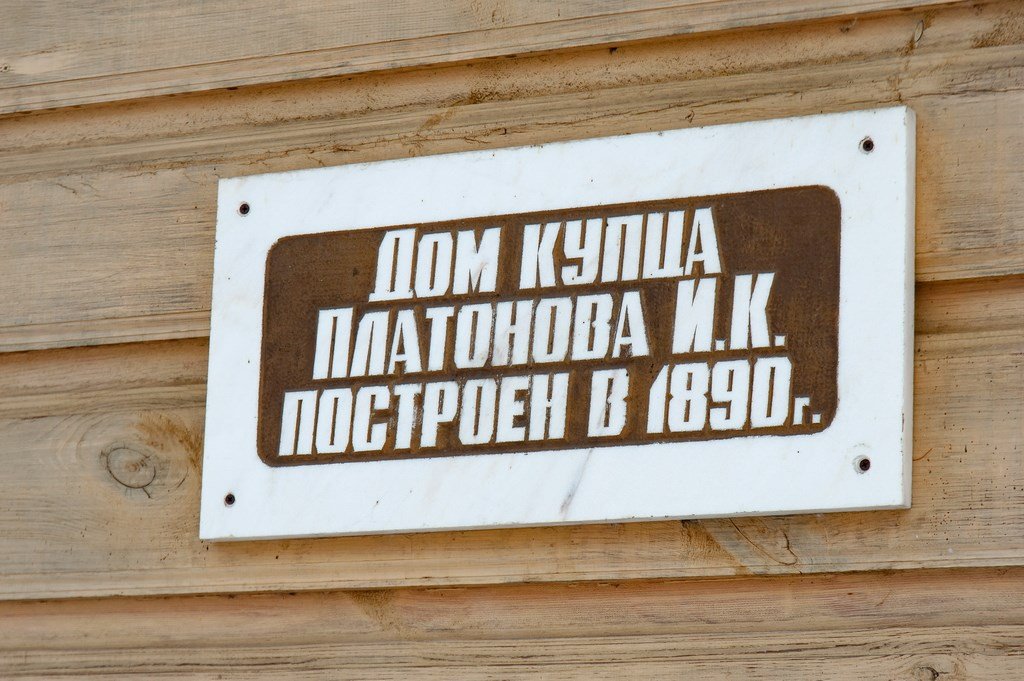 ДОМ КУПЦА
ПЛАТОНОВА И.К.
ПОСТРОЕН В 1890г.